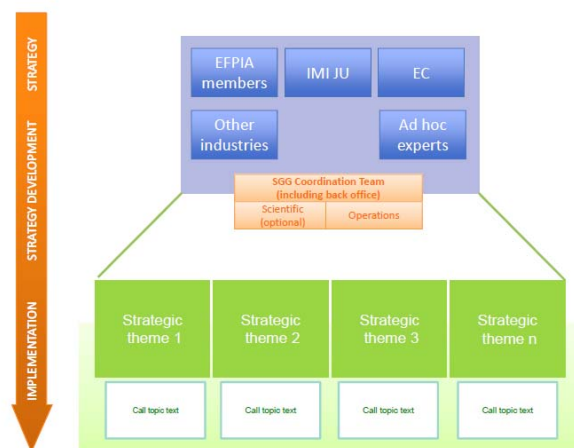 STRATEGY
STRATEGY DEVELOPMENT
IMPLEMENTATION
EFPIA
members
IMI JU
EC
Other
industries
Ad hoc
experts
SGG Coordination Team
(including back office)
Scientific
(optional)
Operations
Strategic
theme 1
Strategic
theme 2
Strategic
theme 3
Strategic
theme n
Call topic text
Call topic text
Call topic text
Call topic text